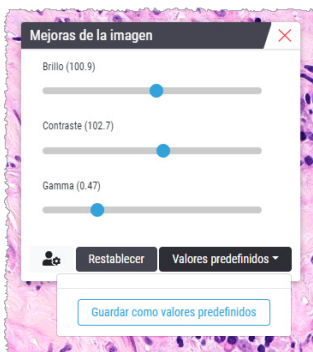 Mejoras de la imagen
Brillo (100.9)
Contraste (102.7)
Gamma (0.47)
Restablecer Valores predefinidos
Guardar como valores predefinidos